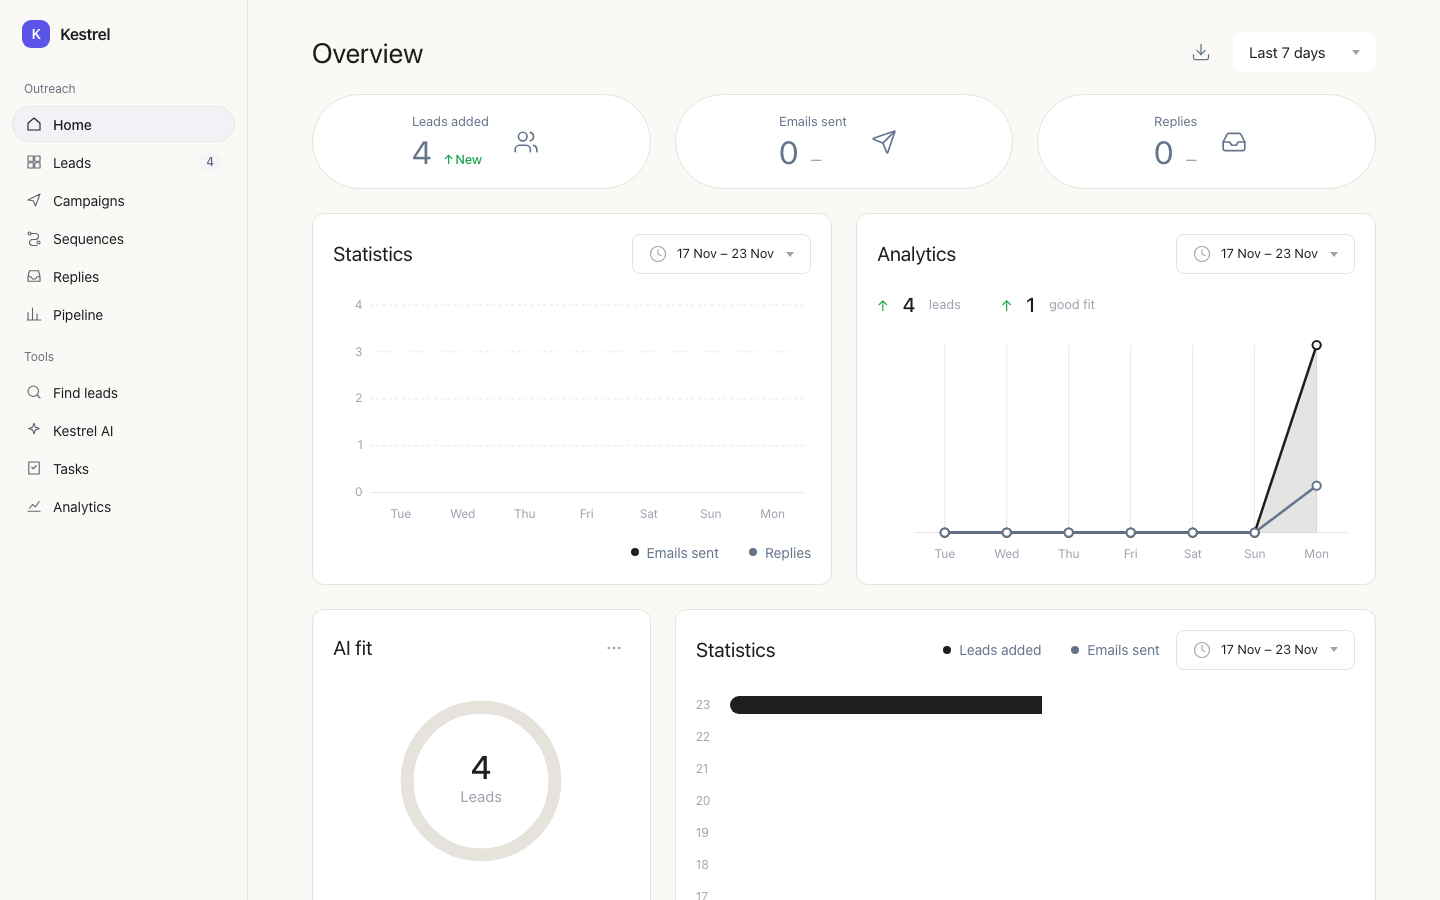 K Kestrel
Outreach
Home
Leads 4
Campaigns
Sequences
Replies
Pipeline
Tools
Find leads
Kestrel AI
Tasks
Analytics
Overview
Last 7 days
Leads added
4 ↑ New
Emails sent
0 –
Replies
0 –
Statistics
17 Nov – 23 Nov
4
3
2
1
0
Tue Wed Thu Fri Sat Sun Mon
Emails sent Replies
Analytics
17 Nov – 23 Nov
↑ 4 leads ↑ 1 good fit
Tue Wed Thu Fri Sat Sun Mon
AI fit ...
4
Leads
Statistics
Leads added Emails sent 17 Nov – 23 Nov
23
22
21
20
19
18
17